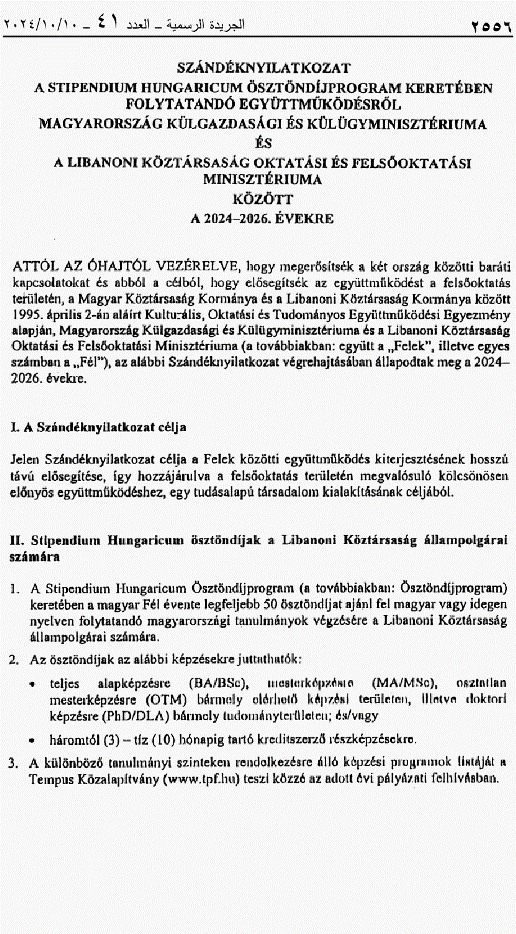 ٢٥٥٦ الجريدة الرسمية ــ العدد ٤١ ــ ٢٠٢٤/١٠/١٠
SZÁNDÉKNYILATKOZAT
A STIPENDIUM HUNGARICUM ÖSZTÖNDÍJPROGRAM KERETÉBEN
FOLYTATANDÓ EGYÜTTMŰKÖDÉSRŐL
MAGYARORSZÁG KÜLGAZDASÁGI ÉS KÜLÜGYMINISZTÉRIUMA
ÉS
A LIBANONI KÖZTÁRSASÁG OKTATÁSI ÉS FELSŐOKTATÁSI
MINISZTÉRIUMA
KÖZÖTT
A 2024–2026. ÉVEKRE
ATTÓL AZ ÓHAJTÓL VEZÉRELVE, hogy megerősítsék a két ország közötti baráti
kapcsolatokat és abból a célból, hogy elősegítsék az együttműködést a felsőoktatás
területén, a Magyar Köztársaság Kormánya és a Libanoni Köztársaság Kormánya között
1995. április 2-án aláírt Kulturális, Oktatási és Tudományos Együttműködési Egyezmény
alapján, Magyarország Külgazdasági és Külügyminisztériuma és a Libanoni Köztársaság
Oktatási és Felsőoktatási Minisztériuma (a továbbiakban: együtt a „Felek", illetve egyes
számban a „Fél"), az alábbi Szándéknyilatkozat végrehajtásában állapodtak meg a 2024–
2026. évekre.
I. A Szándéknyilatkozat célja
Jelen Szándéknyilatkozat célja a Felek közötti együttműködés kiterjesztésének hosszú
távú elősegítése, így hozzájárulva a felsőoktatás területén megvalósuló kölcsönösen
előnyös együttműködéshez, egy tudásalapú társadalom kialakításának céljából.
II. Stipendium Hungaricum ösztöndíjak a Libanoni Köztársaság állampolgárai
számára
1. A Stipendium Hungaricum Ösztöndíjprogram (a továbbiakban: Ösztöndíjprogram)
keretében a magyar Fél évente legfeljebb 50 ösztöndíjat ajánl fel magyar vagy idegen
nyelven folytatandó magyarországi tanulmányok végzésére a Libanoni Köztársaság
állampolgárai számára.
2. Az ösztöndíjak az alábbi képzésekre juttathatók:
• teljes alapképzésre (BA/BSc), mesterképzésre (MA/MSc), osztatlan
mesterképzésre (OTM) bármely elérhető képzési területen, illetve doktori
képzésre (PhD/DLA) bármely tudományterületen; és/vagy
• háromtól (3) – tíz (10) hónapig tartó kreditszerző részképzésekre.
3. A különböző tanulmányi szinteken rendelkezésre álló képzési programok listáját a
Tempus Közalapítvány (www.tpf.hu) teszi közzé az adott évi pályázati felhívásban.